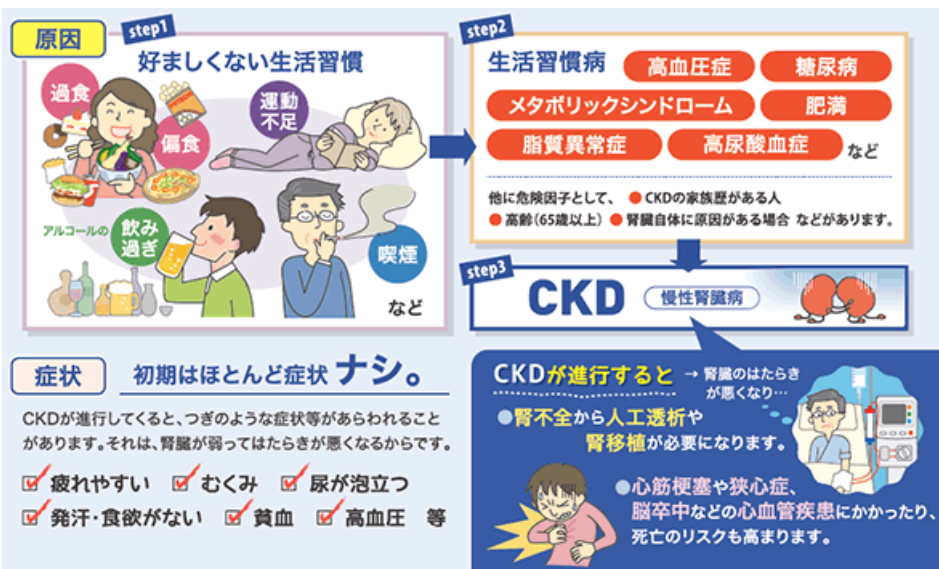 原因
step1
好ましくない生活習慣
過食
偏食
運動
不足
アルコールの
飲み
過ぎ
喫煙
など
step2
生活習慣病
高血圧症
糖尿病
メタボリックシンドローム
肥満
脂質異常症
高尿酸血症
など
他に危険因子として、 ●CKDの家族歴がある人
●高齢(65歳以上) ●腎臓自体に原因がある場合 などがあります。
step3
CKD
慢性腎臓病
症状
初期はほとんど症状ナシ。
CKDが進行してくると、つぎのような症状等があらわれること
があります。それは、腎臓が弱ってはたらきが悪くなるからです。
疲れやすい
むくみ
尿が泡立つ
発汗・食欲がない
貧血
高血圧 等
CKDが進行すると
→ 腎臓のはたらき
が悪くなり…
●腎不全から人工透析や
腎移植が必要になります。
●心筋梗塞や狭心症、
脳卒中などの心血管疾患にかかったり、
死亡のリスクも高まります。